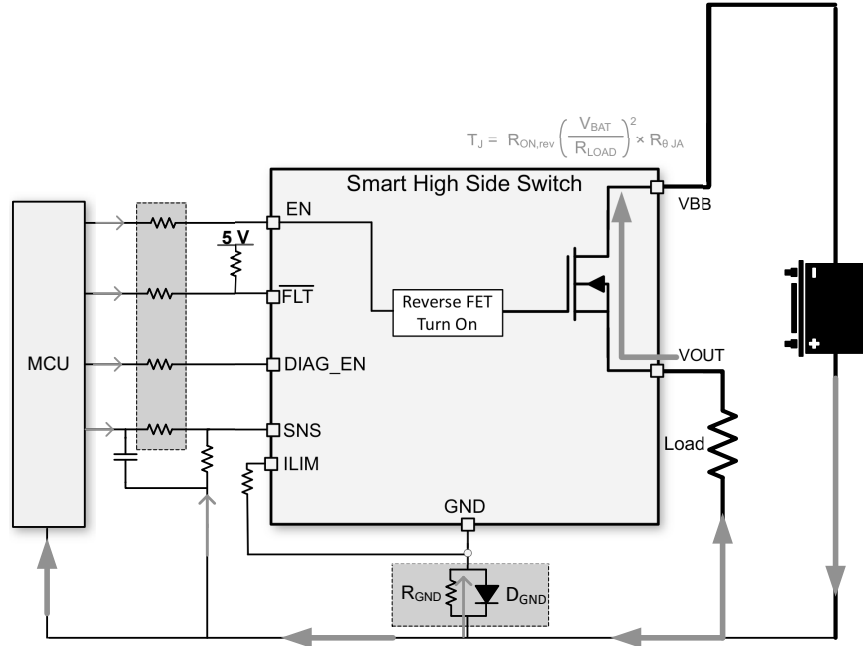 T_J = R_ON,rev (V_BAT / R_LOAD)^2 × R_θJA
Smart High Side Switch
VBB
EN
5 V
FLT
Reverse FET
Turn On
-
+
MCU
DIAG_EN
VOUT
SNS
Load
ILIM
GND
R_GND
D_GND